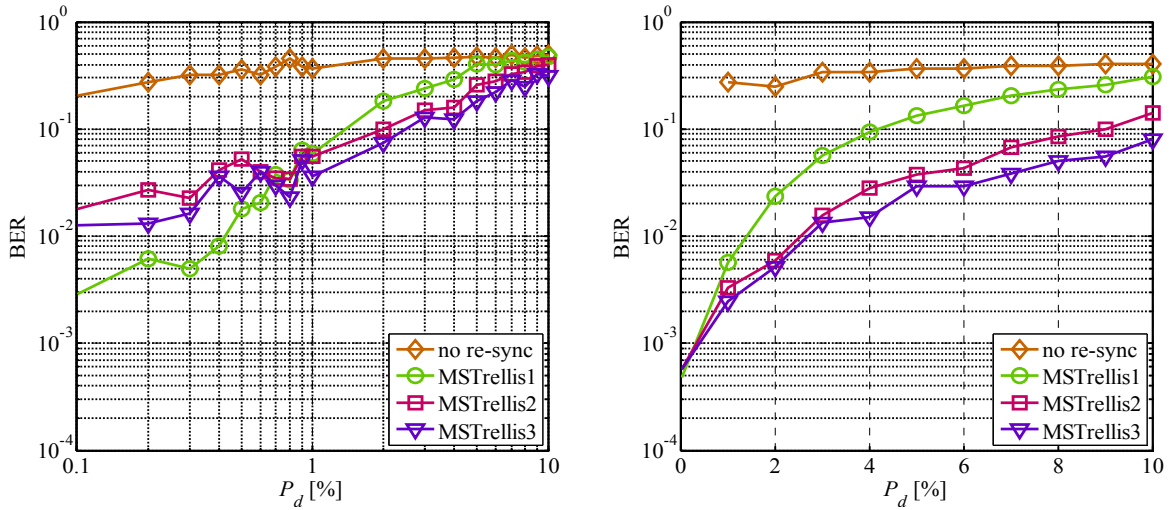 10^0
10^-1
10^-2
10^-3
10^-4
BER
0.1
1
10
P_d [%]
no re-sync
MSTrellis1
MSTrellis2
MSTrellis3
10^0
10^-1
10^-2
10^-3
10^-4
BER
0
2
4
6
8
10
P_d [%]
no re-sync
MSTrellis1
MSTrellis2
MSTrellis3